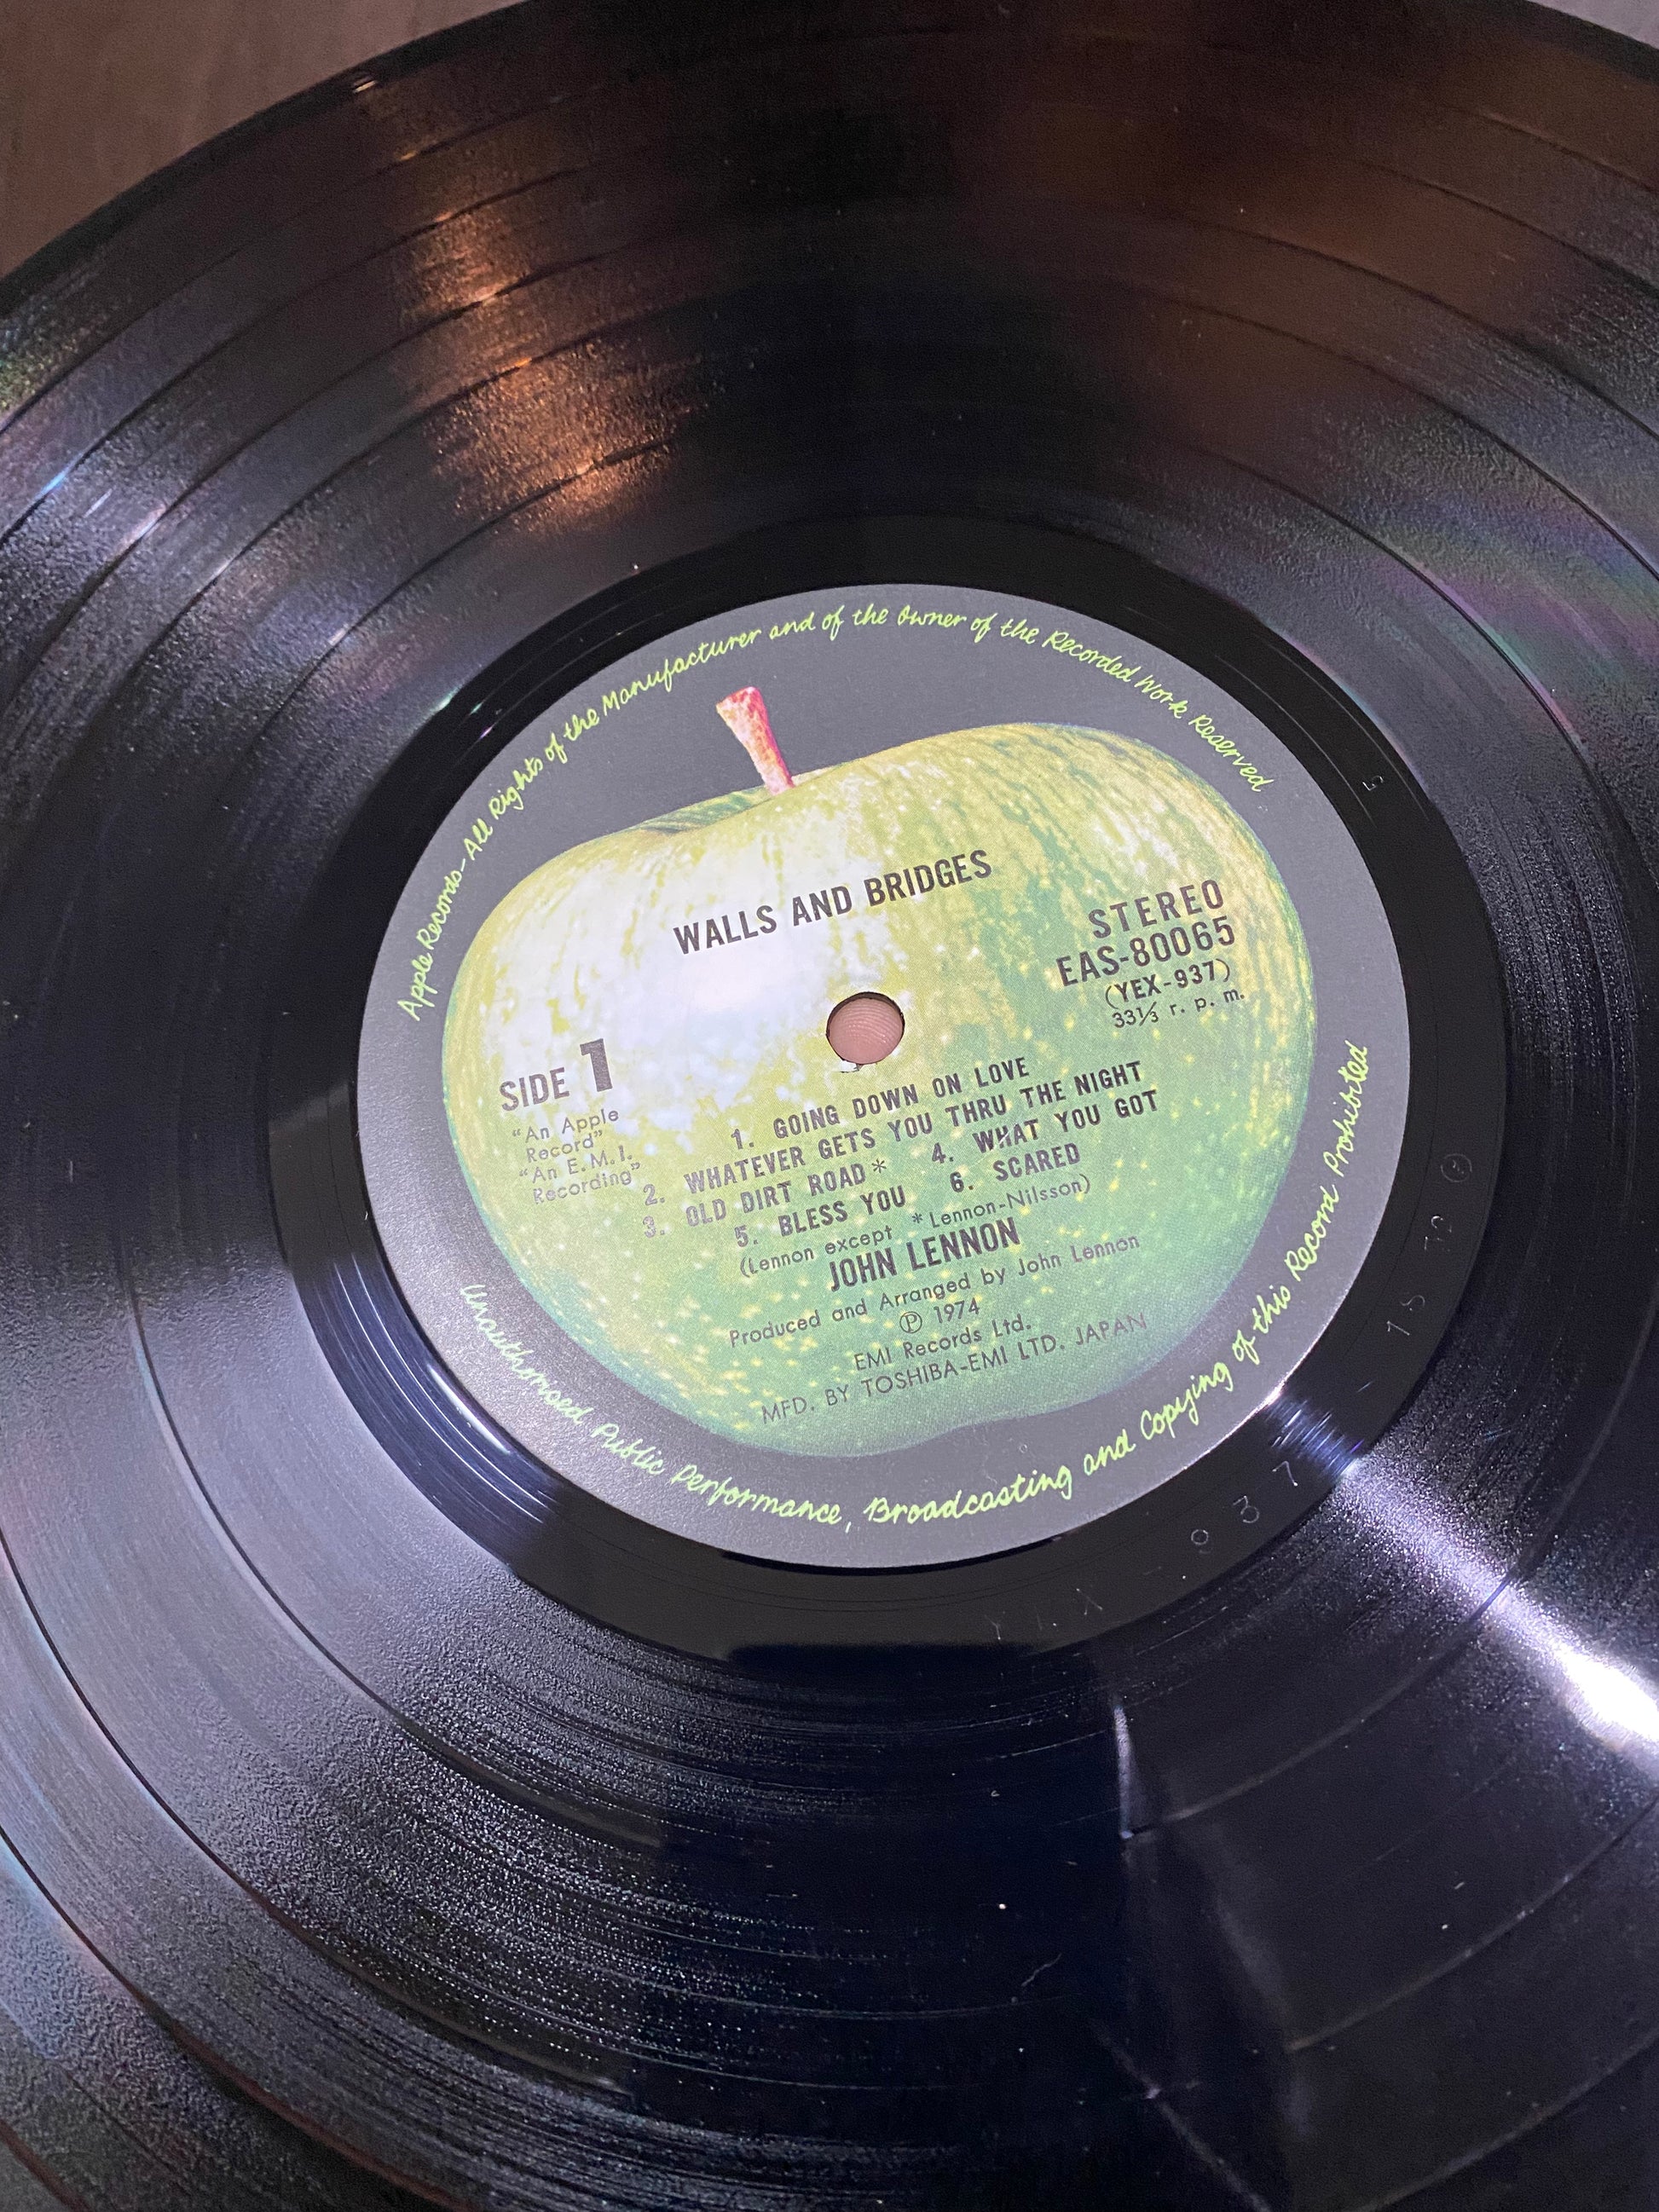 Apple Records–All Rights of the Manufacturer and of the Owner of the Recorded Work Reserved
WALLS AND BRIDGES
STEREO
EAS-80065
(YEX-937)
33⅓ r. p. m.
SIDE 1
“An Apple
Record”
“An E.M.I.
Recording”
1. GOING DOWN ON LOVE
2. WHATEVER GETS YOU THRU THE NIGHT
3. OLD DIRT ROAD* 4. WHAT YOU GOT
5. BLESS YOU 6. SCARED
(Lennon except *Lennon-Nilsson)
JOHN LENNON
Produced and Arranged by John Lennon
Ⓟ 1974
EMI Records Ltd.
MFD. BY TOSHIBA-EMI LTD. JAPAN
Unauthorised Public Performance, Broadcasting and Copying of this Record Prohibited